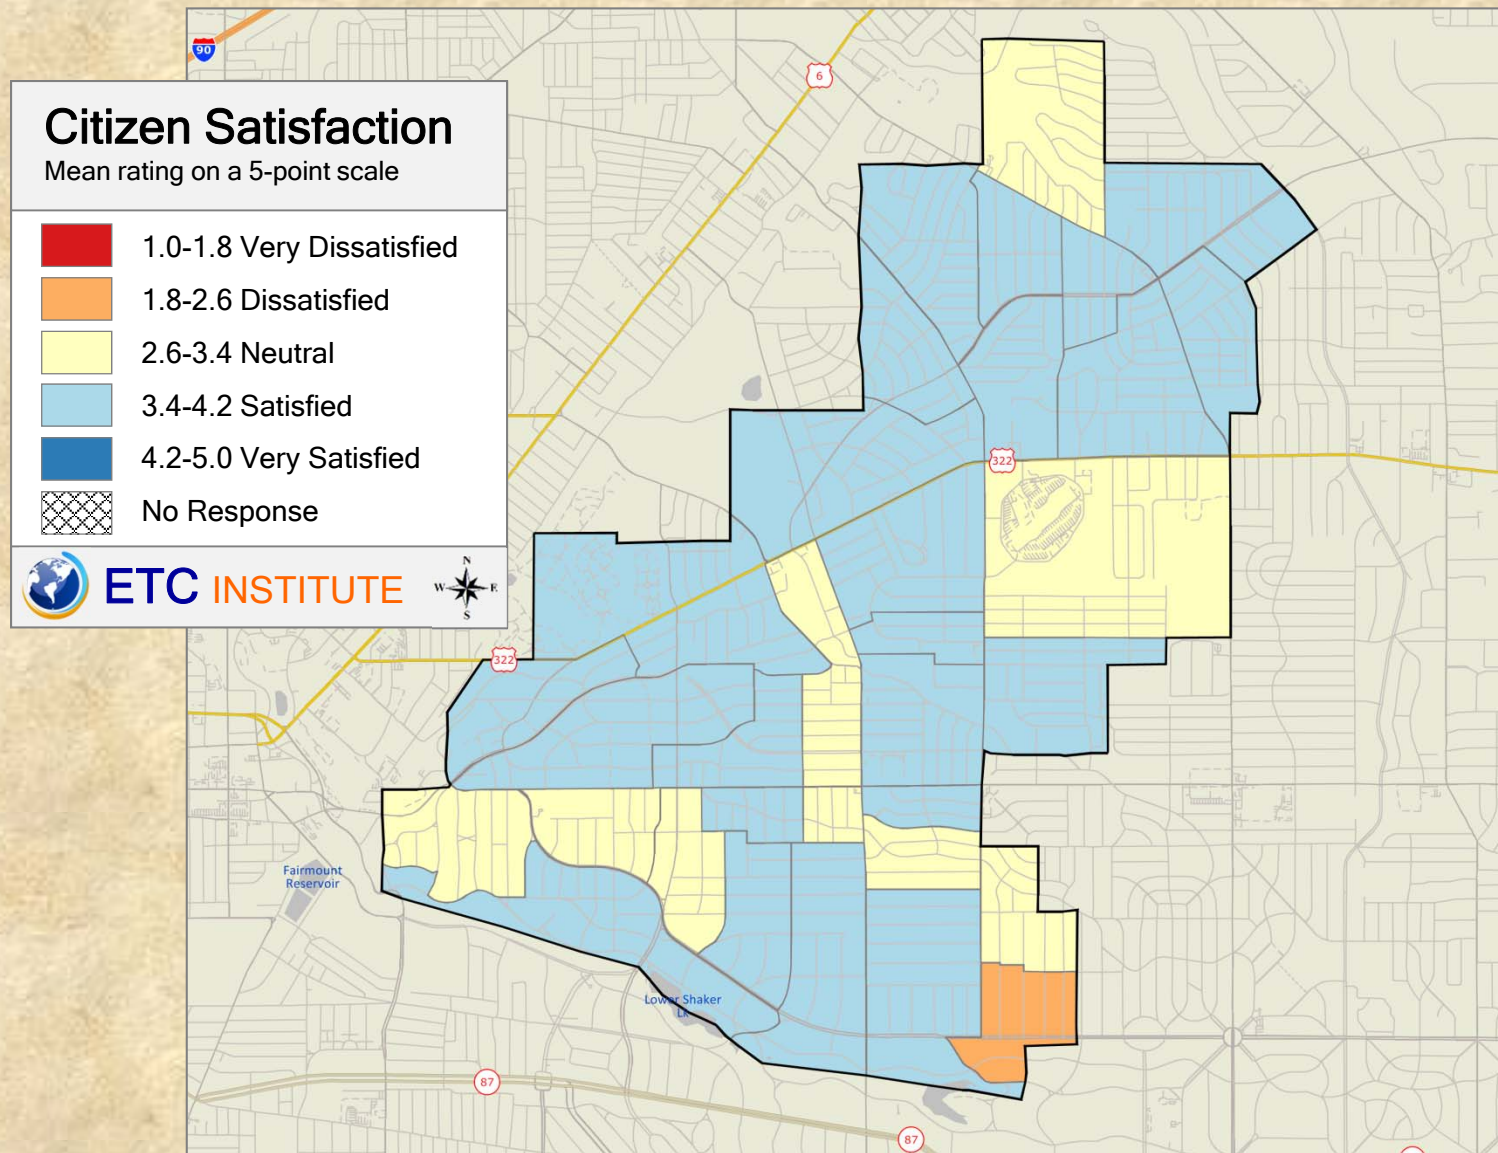 90
6
Citizen Satisfaction
Mean rating on a 5-point scale
1.0-1.8 Very Dissatisfied
1.8-2.6 Dissatisfied
2.6-3.4 Neutral
3.4-4.2 Satisfied
4.2-5.0 Very Satisfied
No Response
ETC INSTITUTE
N
W E
S
322
322
Fairmount
Reservoir
Lower Shaker
Lk
87
87